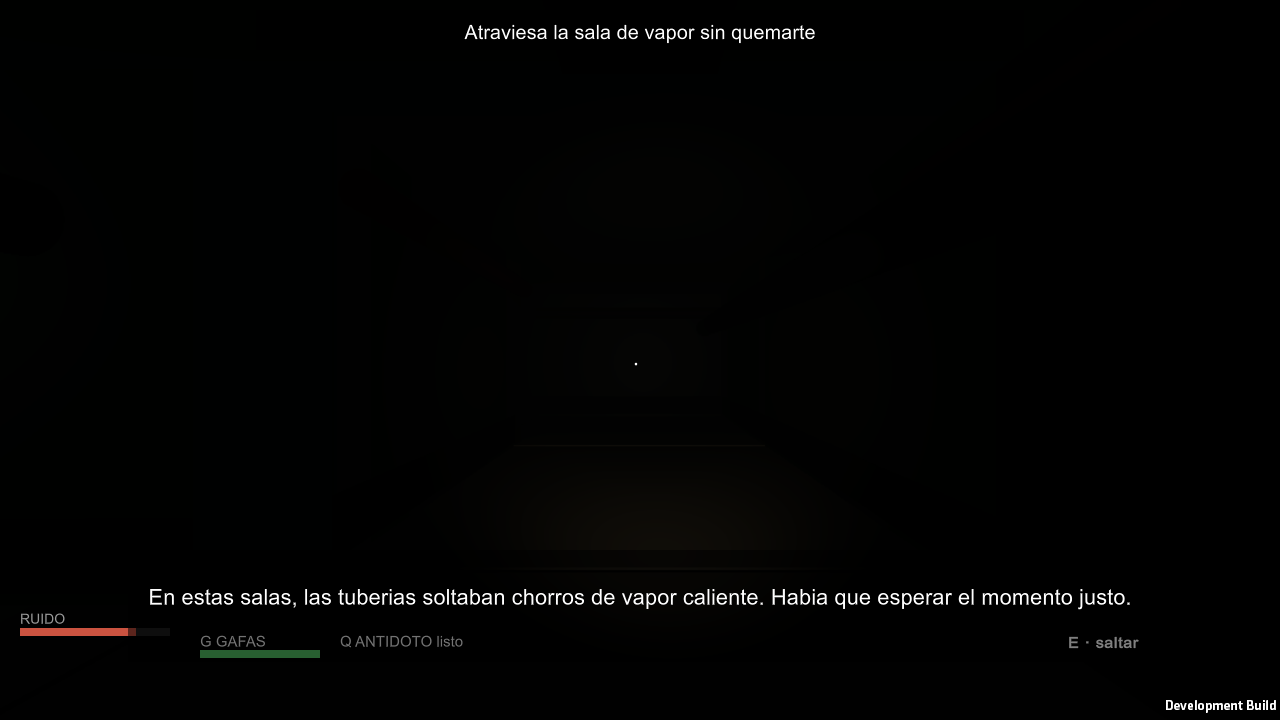 Atraviesa la sala de vapor sin quemarte
En estas salas, las tuberias soltaban chorros de vapor caliente. Habia que esperar el momento justo.
RUIDO
G GAFAS
Q ANTIDOTO listo
E · saltar
Development Build